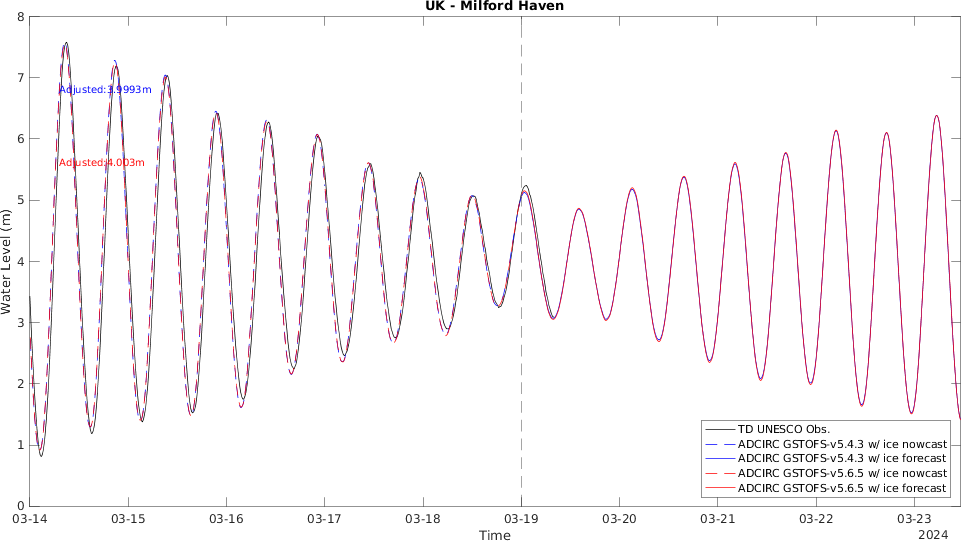 UK - Milford Haven
8
7
6
5
4
3
2
1
0
Water Level (m)
Adjusted:3.9993m
Adjusted:4.003m
TD UNESCO Obs.
ADCIRC GSTOFS-v5.4.3 w/ ice nowcast
ADCIRC GSTOFS-v5.4.3 w/ ice forecast
ADCIRC GSTOFS-v5.6.5 w/ ice nowcast
ADCIRC GSTOFS-v5.6.5 w/ ice forecast
03-14 03-15 03-16 03-17 03-18 03-19 03-20 03-21 03-22 03-23
Time
2024